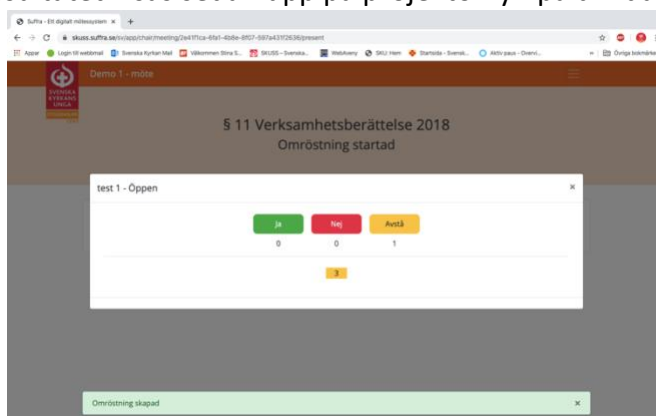 Suffra - Ett digitalt mötessystem
skuss.suffra.se/sv/app/chair/meeting/2e41f1ca-6fa1-4b8e-8f07-597a431f2636/present
Appar Login till webbmail Svenska Kyrkan Mail Välkommen Stina S... SKUSS - Svenska... WebAveny SKU: Hem Startsida - Svensk... Aktiv paus - Översi... » Övriga bokmärken
Demo 1 - möte
SVENSKA
KYRKANS
UNGA
§ 11 Verksamhetsberättelse 2018
Omröstning startad
test 1 - Öppen ×
Ja Nej Avstå
0 0 1
3
Omröstning skapad ×